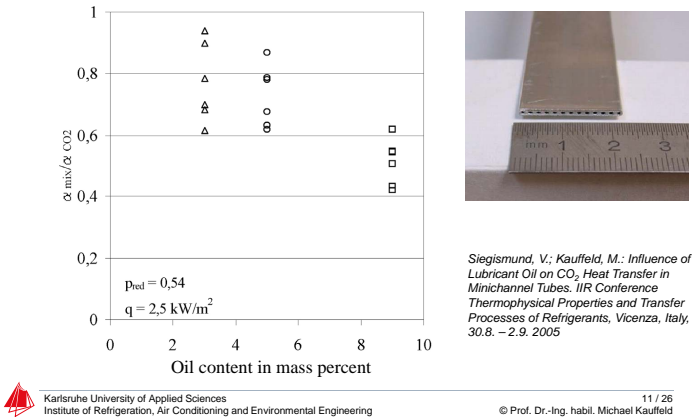 1
0,8
0,6
0,4
0,2
0
α mix/α CO2
p_red = 0,54
q = 2,5 kW/m²
0 2 4 6 8 10
Oil content in mass percent
mm 1 2 3
Siegismund, V.; Kauffeld, M.: Influence of
Lubricant Oil on CO₂ Heat Transfer in
Minichannel Tubes. IIR Conference
Thermophysical Properties and Transfer
Processes of Refrigerants, Vicenza, Italy,
30.8. – 2.9. 2005
Karlsruhe University of Applied Sciences
Institute of Refrigeration, Air Conditioning and Environmental Engineering
11 / 26
© Prof. Dr.-Ing. habil. Michael Kauffeld